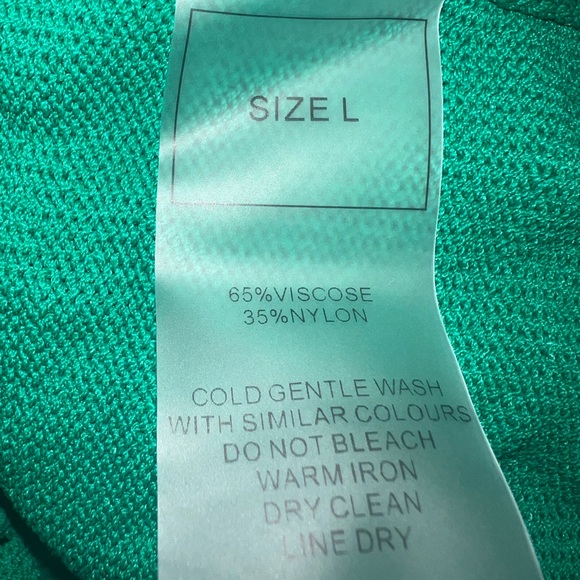 SIZE L
65%VISCOSE
35%NYLON
COLD GENTLE WASH
WITH SIMILAR COLOURS
DO NOT BLEACH
WARM IRON
DRY CLEAN
LINE DRY